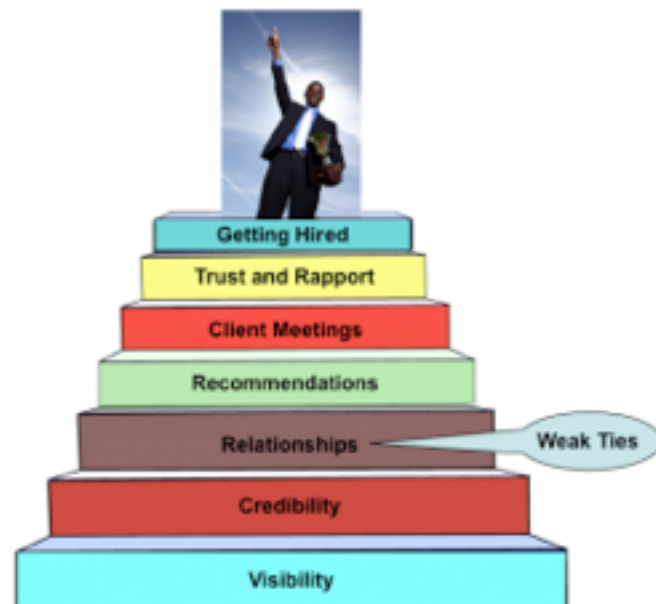 Getting Hired
Trust and Rapport
Client Meetings
Recommendations
Relationships
Weak Ties
Credibility
Visibility